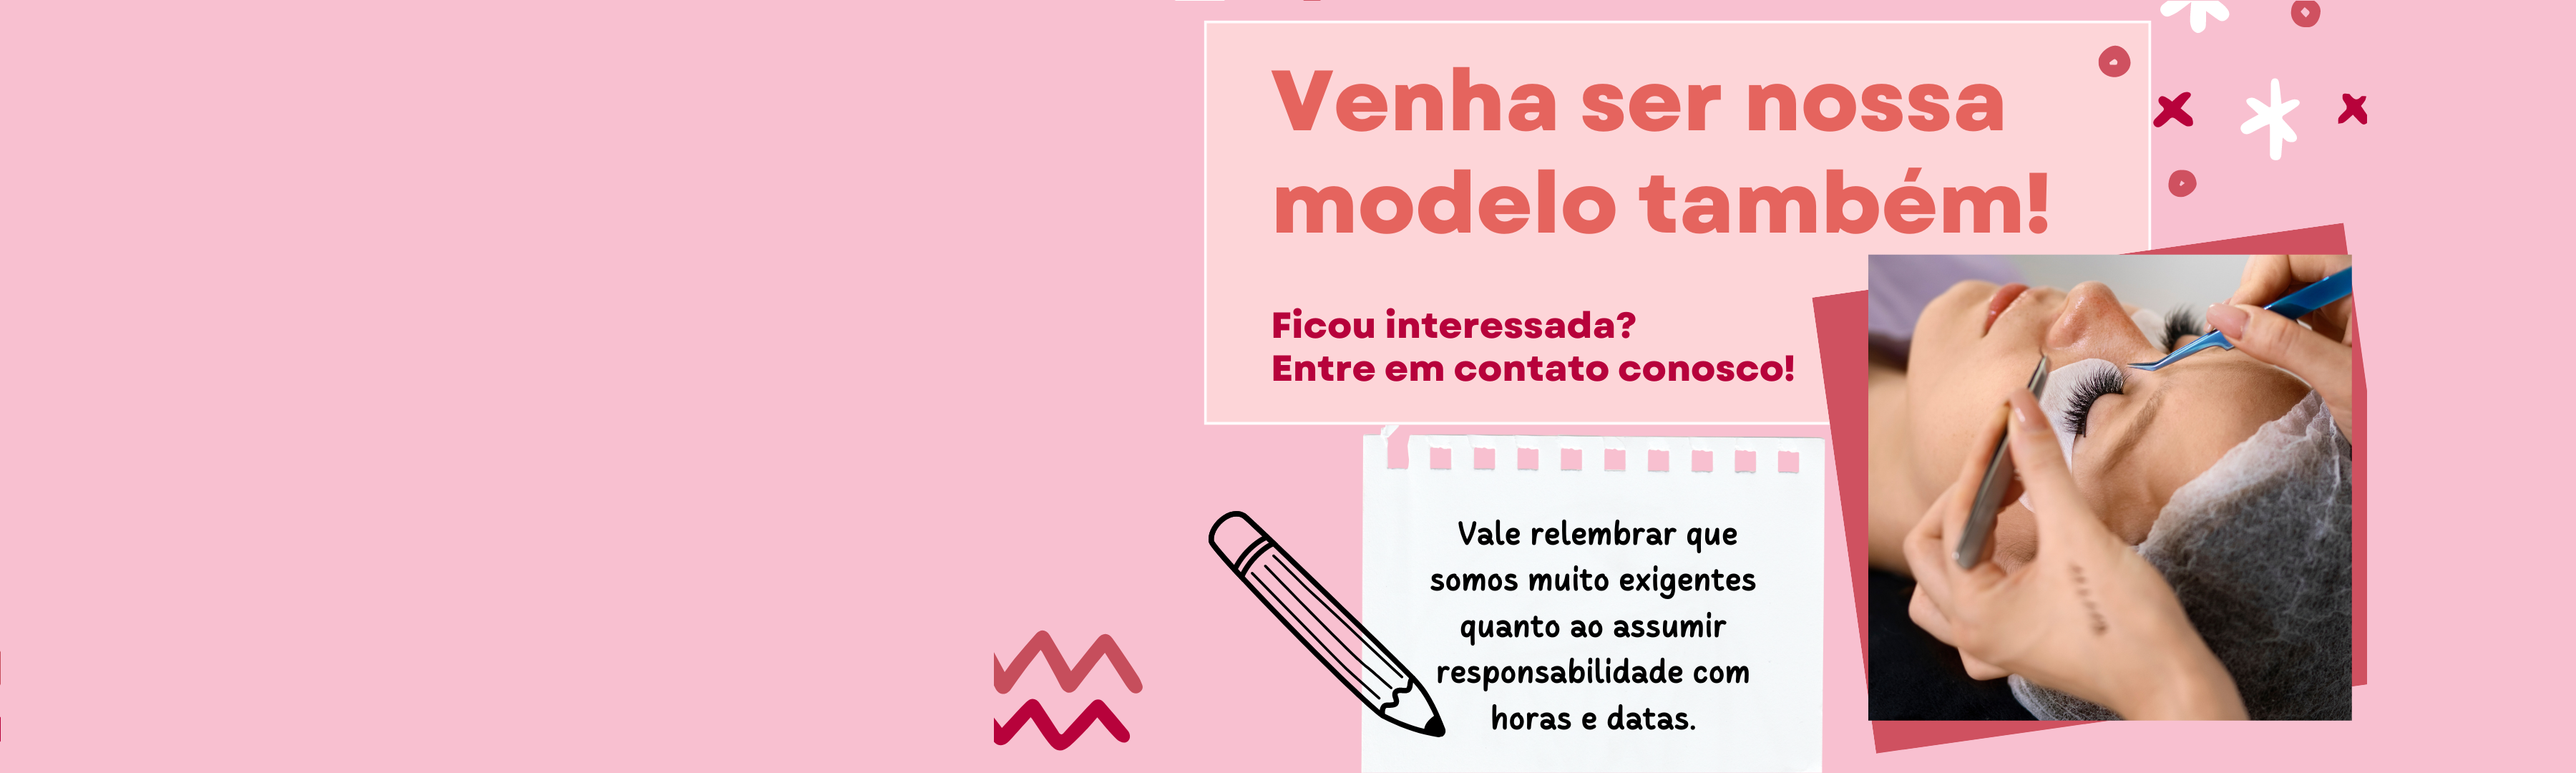 Venha ser nossa
modelo também!
Ficou interessada?
Entre em contato conosco!
Vale relembrar que
somos muito exigentes
quanto ao assumir
responsabilidade com
horas e datas.